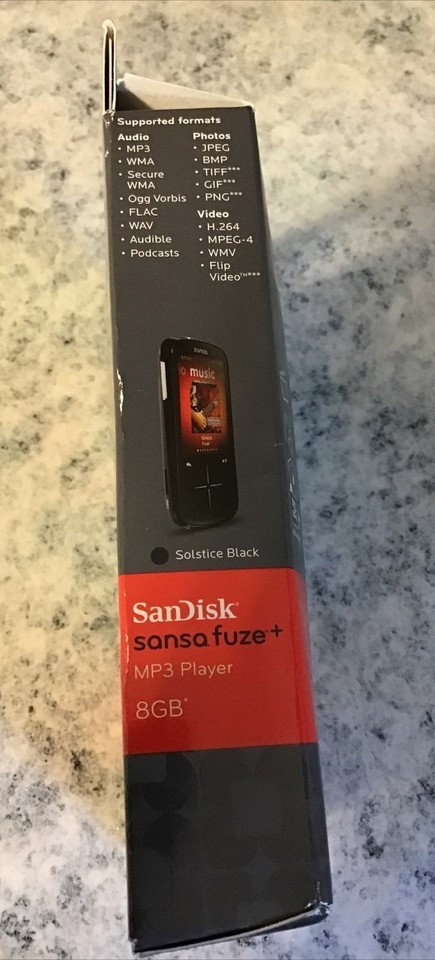 Supported formats
Audio
• MP3
• WMA
• Secure
WMA
• Ogg Vorbis
• FLAC
• WAV
• Audible
• Podcasts
Photos
• JPEG
• BMP
• TIFF***
• GIF***
• PNG***
Video
• H.264
• MPEG-4
• WMV
• Flip
Video™***
sansa
music
Solstice Black
SanDisk®
sansa fuze+
MP3 Player
8GB*